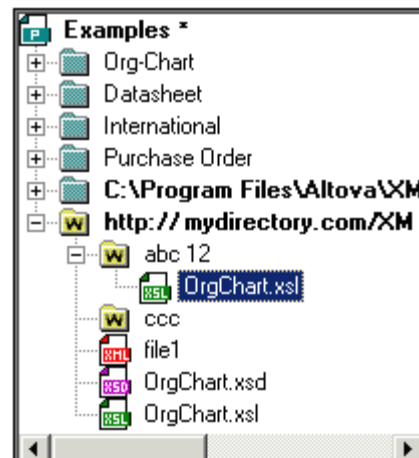 Examples *
Org-Chart
Datasheet
International
Purchase Order
C:\Program Files\Altova\XM
http://mydirectory.com/XM
abc 12
OrgChart.xsl
ccc
file1
OrgChart.xsd
OrgChart.xsl